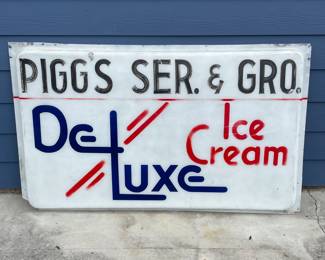 PIGG'S SER. & GRO.
De Luxe
Ice
Cream